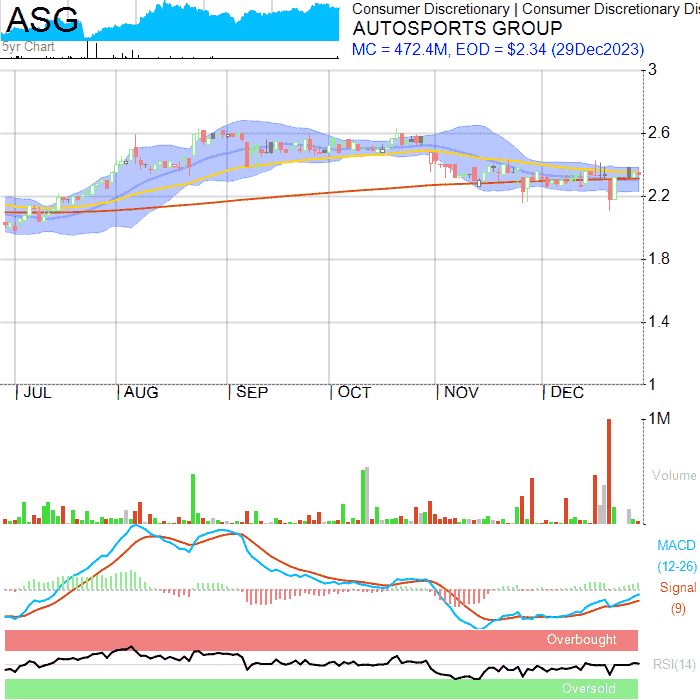 ASG
5yr Chart
Consumer Discretionary | Consumer Discretionary Dis
AUTOSPORTS GROUP
MC = 472.4M, EOD = $2.34 (29Dec2023)
3
2.6
2.2
1.8
1.4
1
JUL AUG SEP OCT NOV DEC
1M
Volume
MACD
(12-26)
Signal
(9)
Overbought
RSI(14)
Oversold